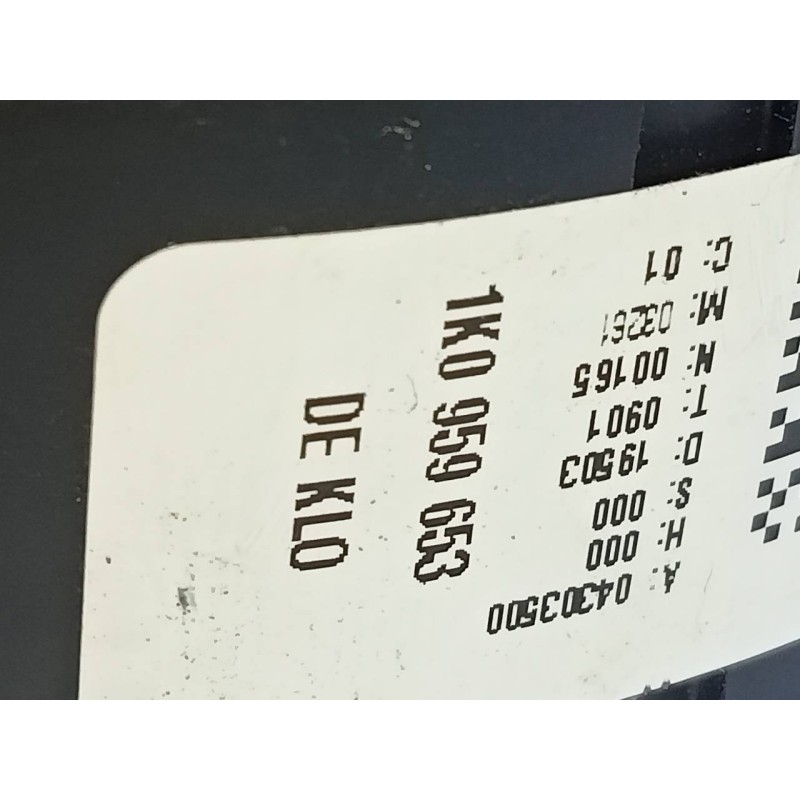 A: 04303500
H: 000
S: 000
D: 19503
T: 0901
N: 00165
M: 03261
C: 01
1K0 959 653
DE KLO